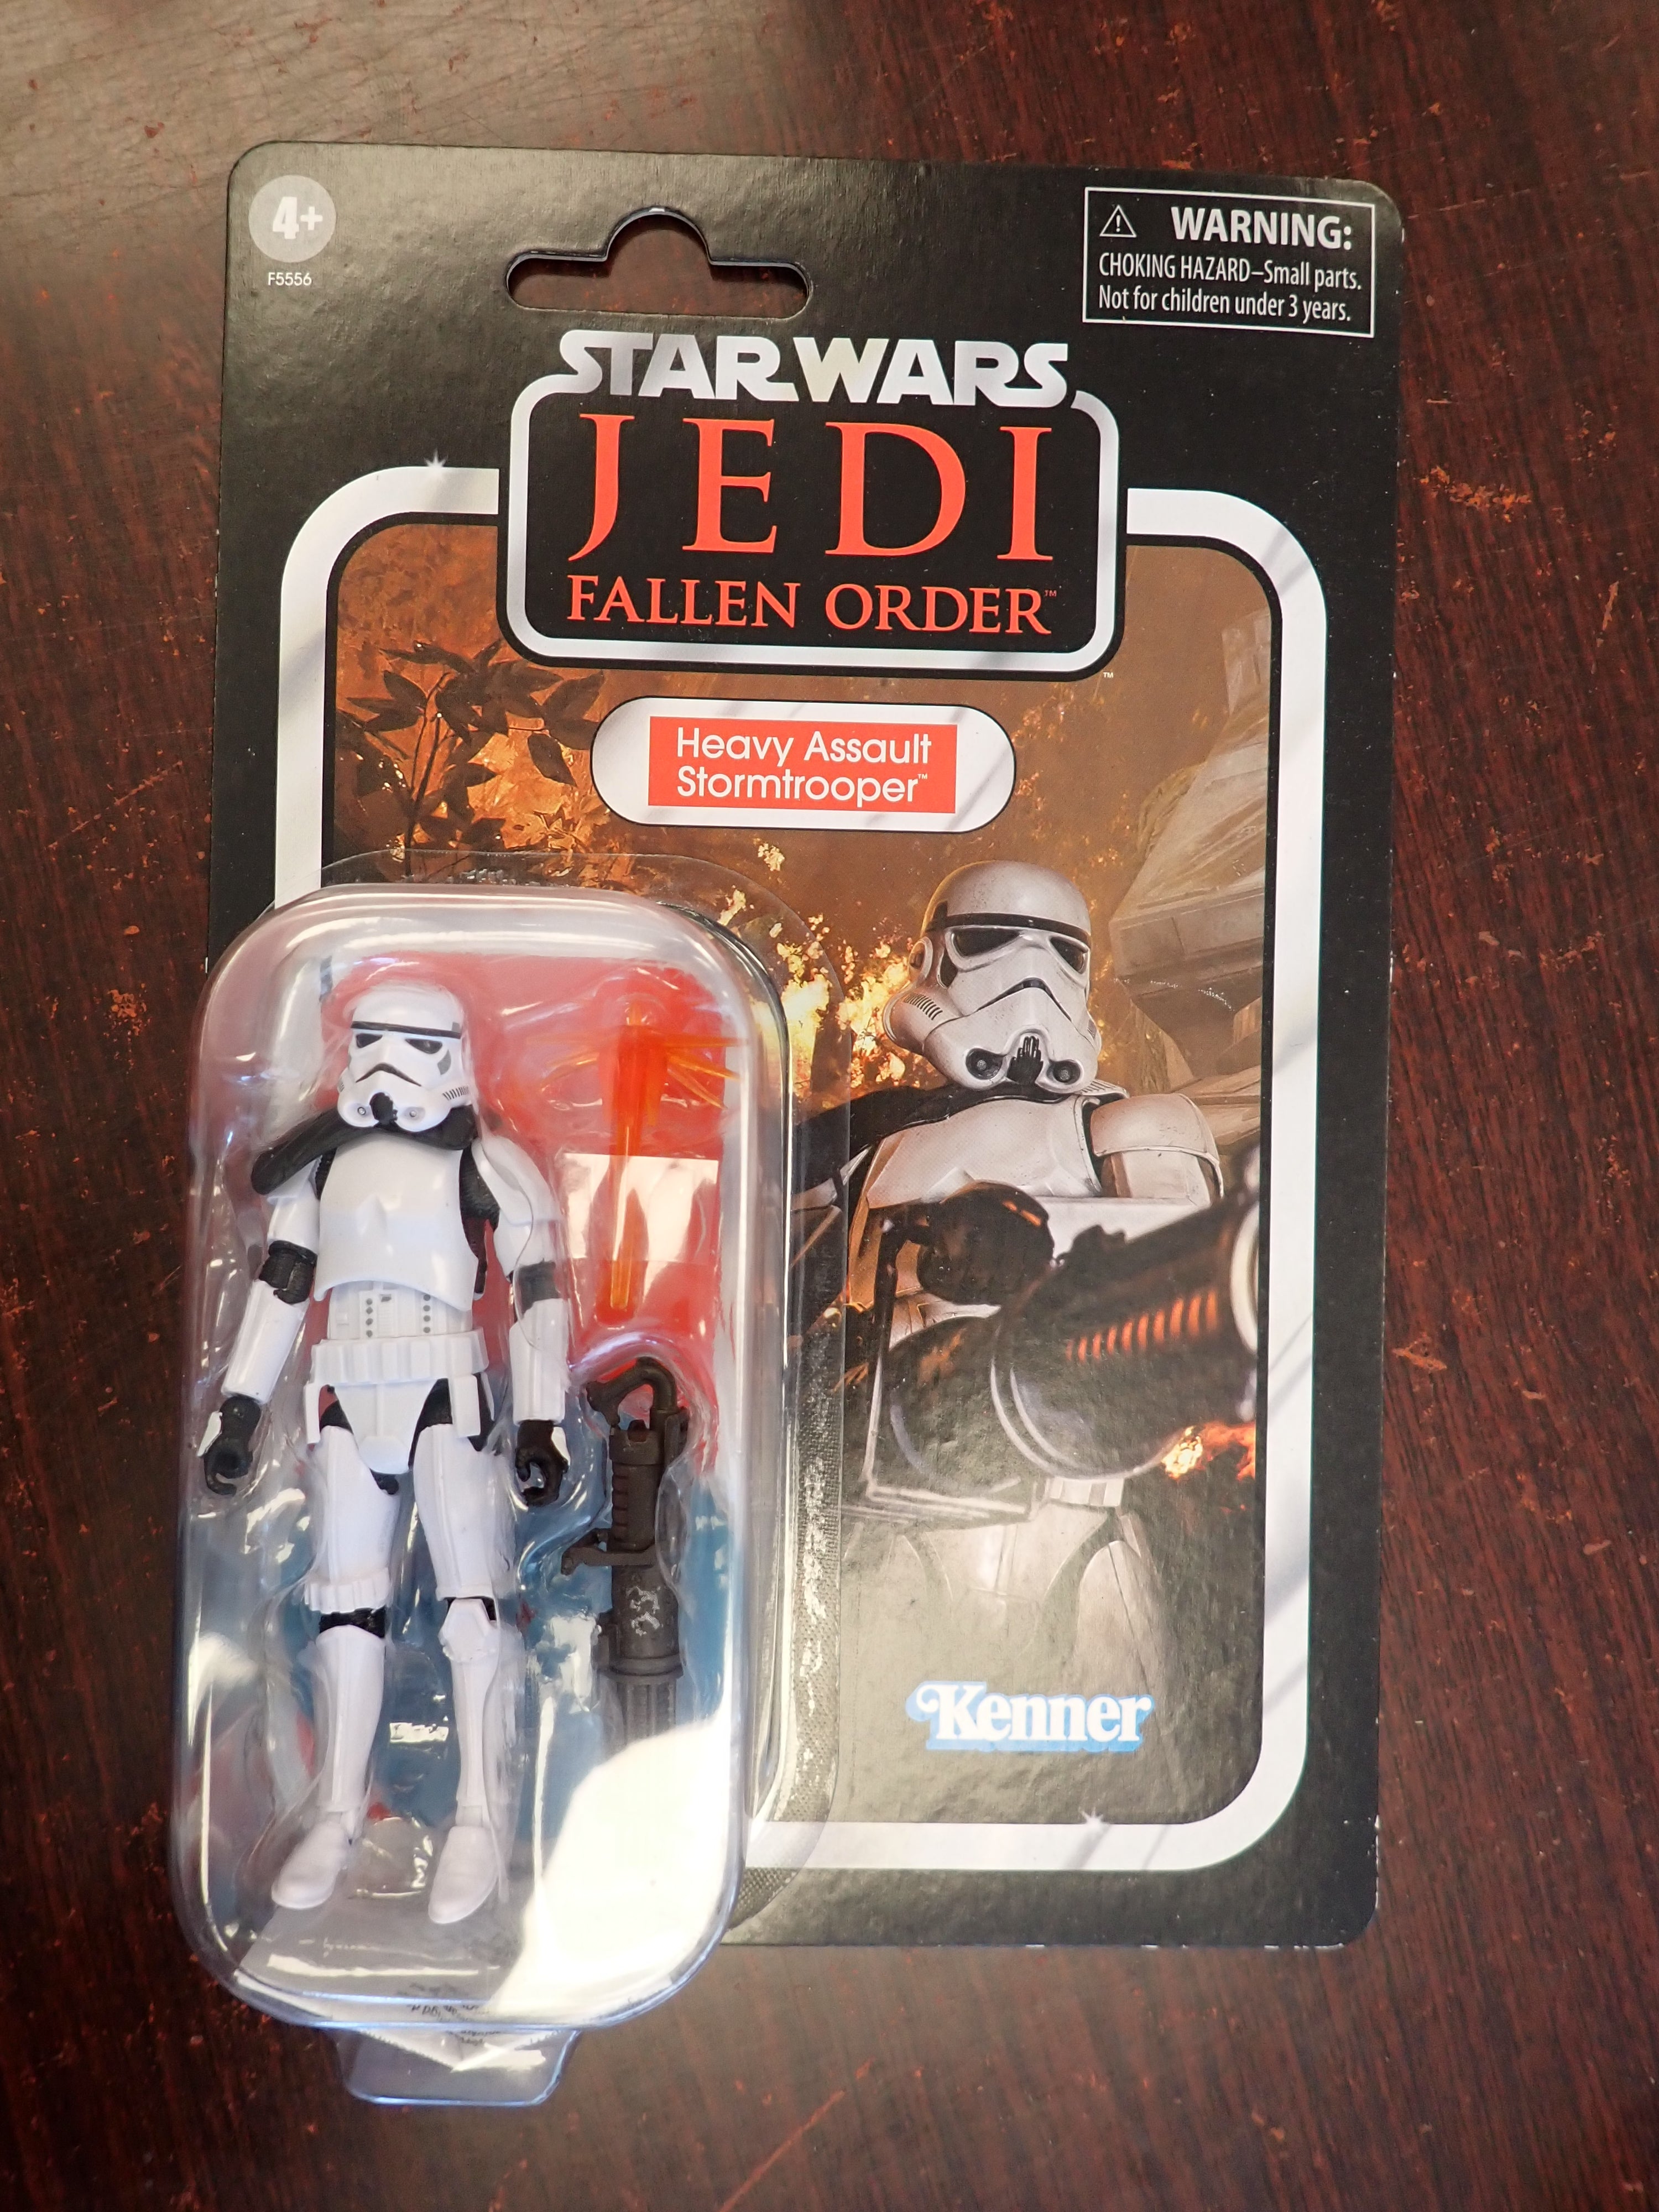 4+
F5556
WARNING:
CHOKING HAZARD–Small parts.
Not for children under 3 years.
STAR WARS
JEDI
FALLEN ORDER™
™
Heavy Assault
Stormtrooper™
Kenner